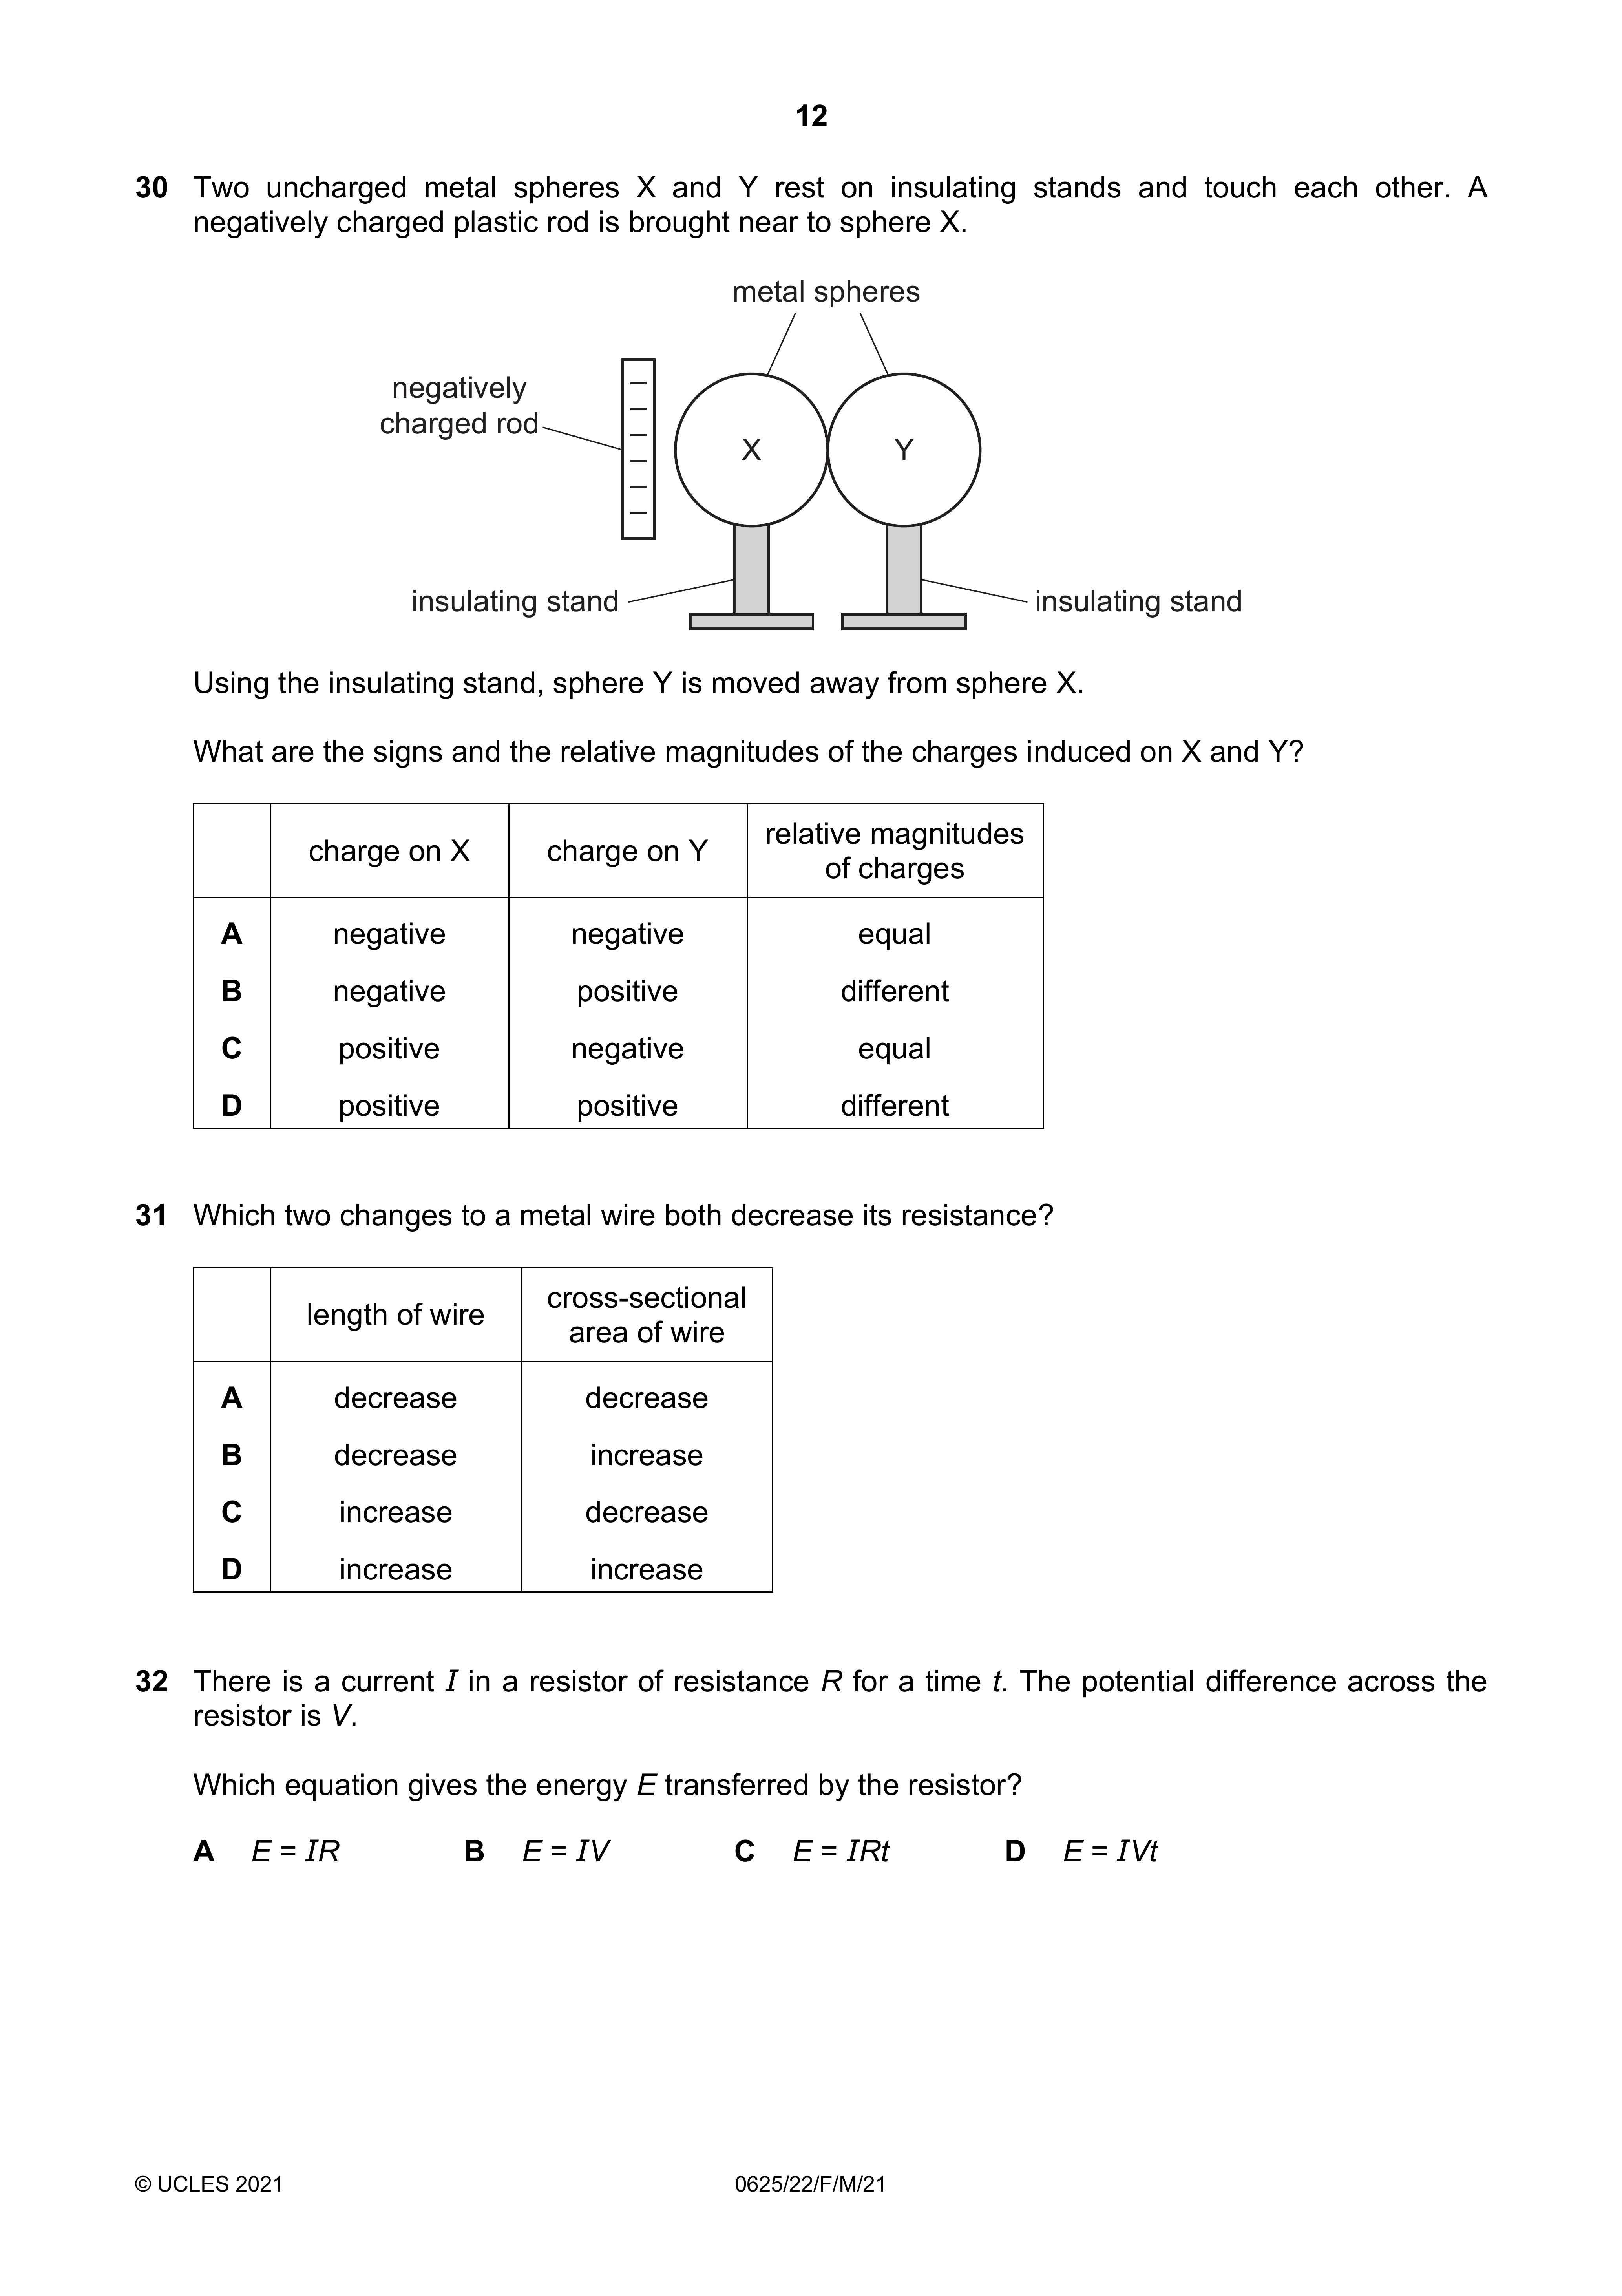 12
30 Two uncharged metal spheres X and Y rest on insulating stands and touch each other. A
negatively charged plastic rod is brought near to sphere X.
metal spheres
negatively
charged rod
X Y
insulating stand insulating stand
Using the insulating stand, sphere Y is moved away from sphere X.
What are the signs and the relative magnitudes of the charges induced on X and Y?
charge on X charge on Y relative magnitudes
of charges
A negative negative equal
B negative positive different
C positive negative equal
D positive positive different
31 Which two changes to a metal wire both decrease its resistance?
length of wire cross-sectional
area of wire
A decrease decrease
B decrease increase
C increase decrease
D increase increase
32 There is a current I in a resistor of resistance R for a time t. The potential difference across the
resistor is V.
Which equation gives the energy E transferred by the resistor?
A E = IR B E = IV C E = IRt D E = IVt
© UCLES 2021 0625/22/F/M/21